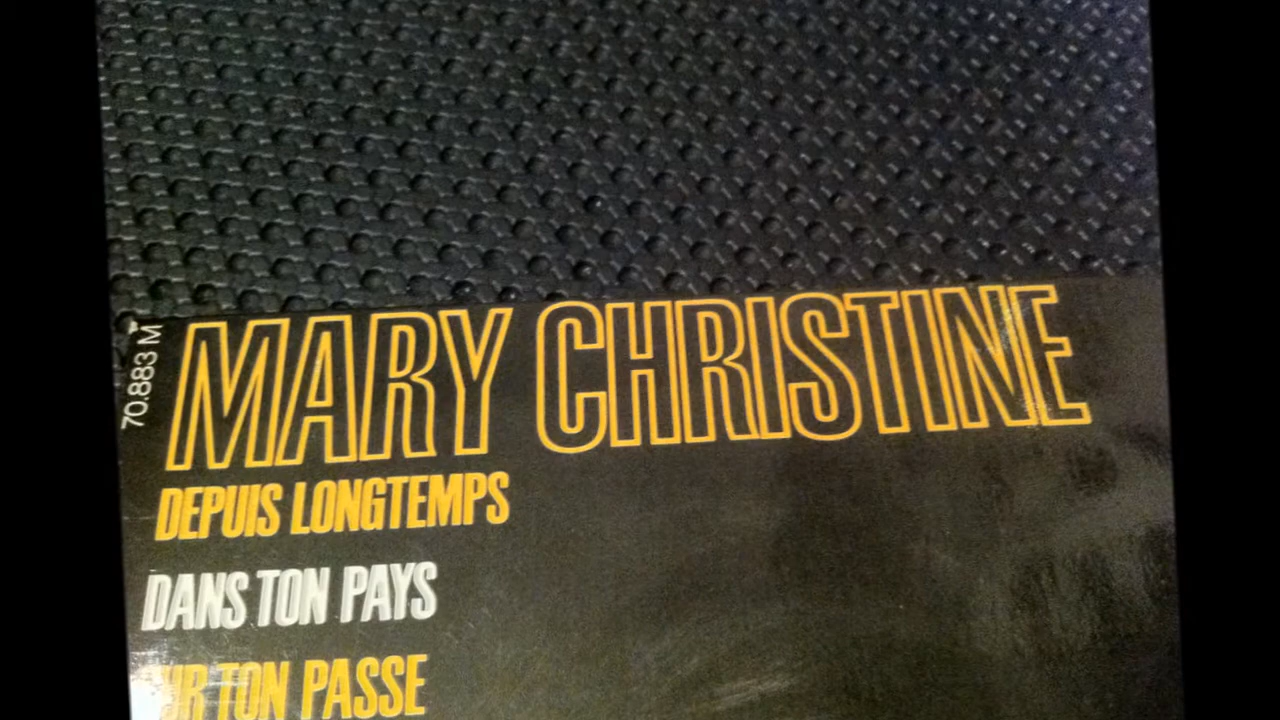 70.883 M
MARY CHRISTINE
DEPUIS LONGTEMPS
DANS TON PAYS
TON PASSE